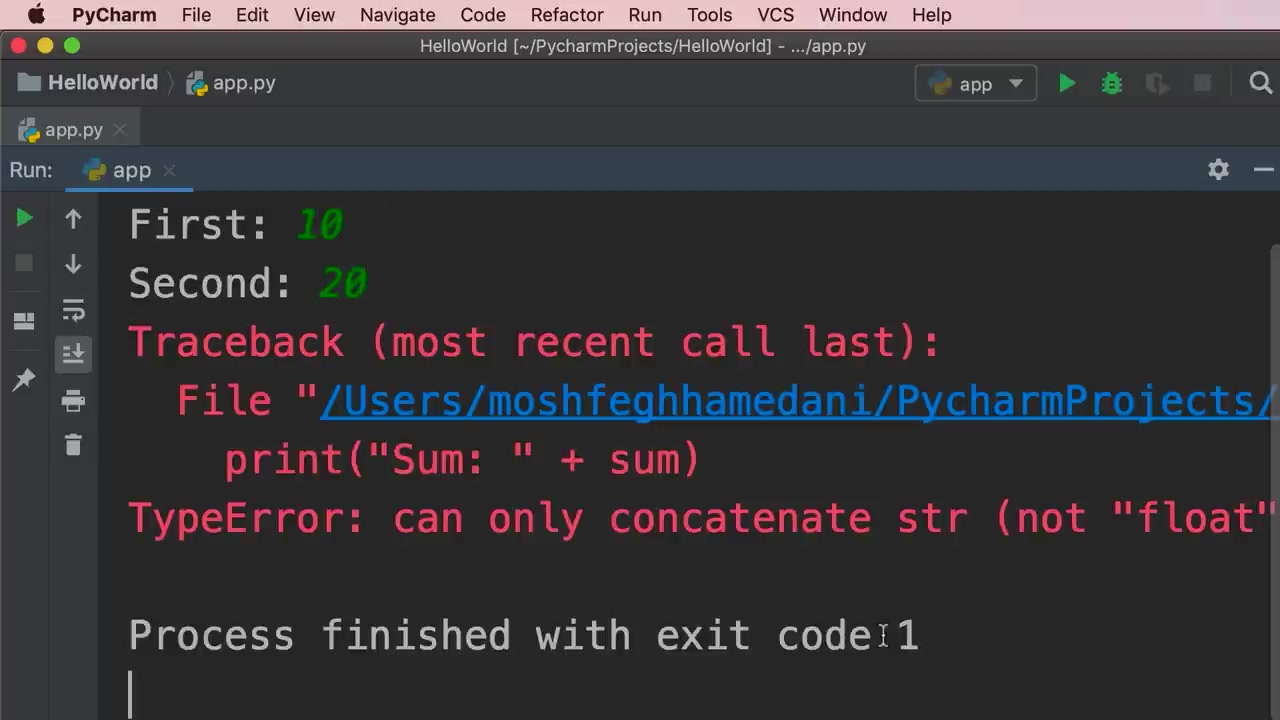 PyCharm File Edit View Navigate Code Refactor Run Tools VCS Window Help
HelloWorld [~/PycharmProjects/HelloWorld] - .../app.py
HelloWorld app.py app
app.py
Run: app
First: 10
Second: 20
Traceback (most recent call last):
File "/Users/moshfeghhamedani/PycharmProjects/
print("Sum: " + sum)
TypeError: can only concatenate str (not "float"
Process finished with exit code 1